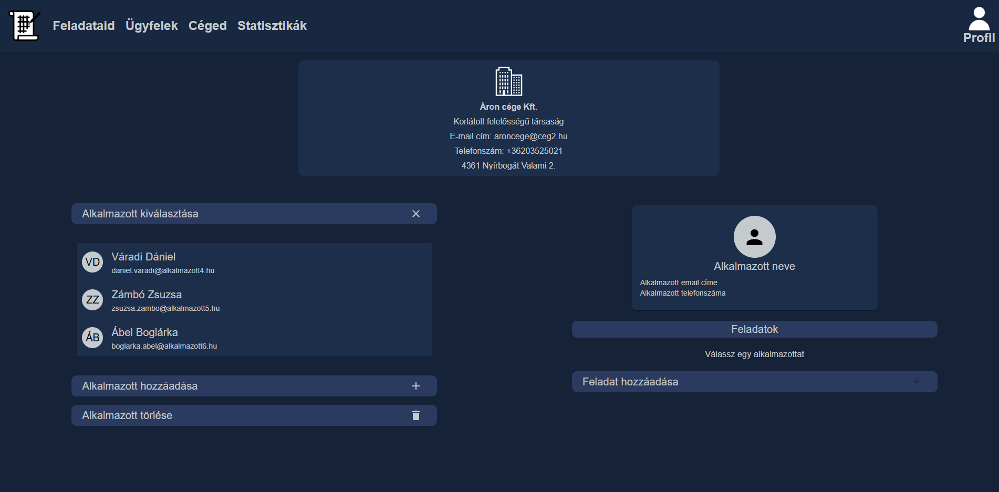 Feladataid Ügyfelek Céged Statisztikák
Profil
Áron cége Kft.
Korlátolt felelősségű társaság
E-mail cím: aroncege@ceg2.hu
Telefonszám: +36203525021
4361 Nyírbogát Valami 2.
Alkalmazott kiválasztása
VD
Váradi Dániel
daniel.varadi@alkalmazott4.hu
ZZ
Zámbó Zsuzsa
zsuzsa.zambo@alkalmazott5.hu
ÁB
Ábel Boglárka
boglarka.abel@alkalmazott6.hu
Alkalmazott hozzáadása
Alkalmazott törlése
Alkalmazott neve
Alkalmazott email címe
Alkalmazott telefonszáma
Feladatok
Válassz egy alkalmazottat
Feladat hozzáadása